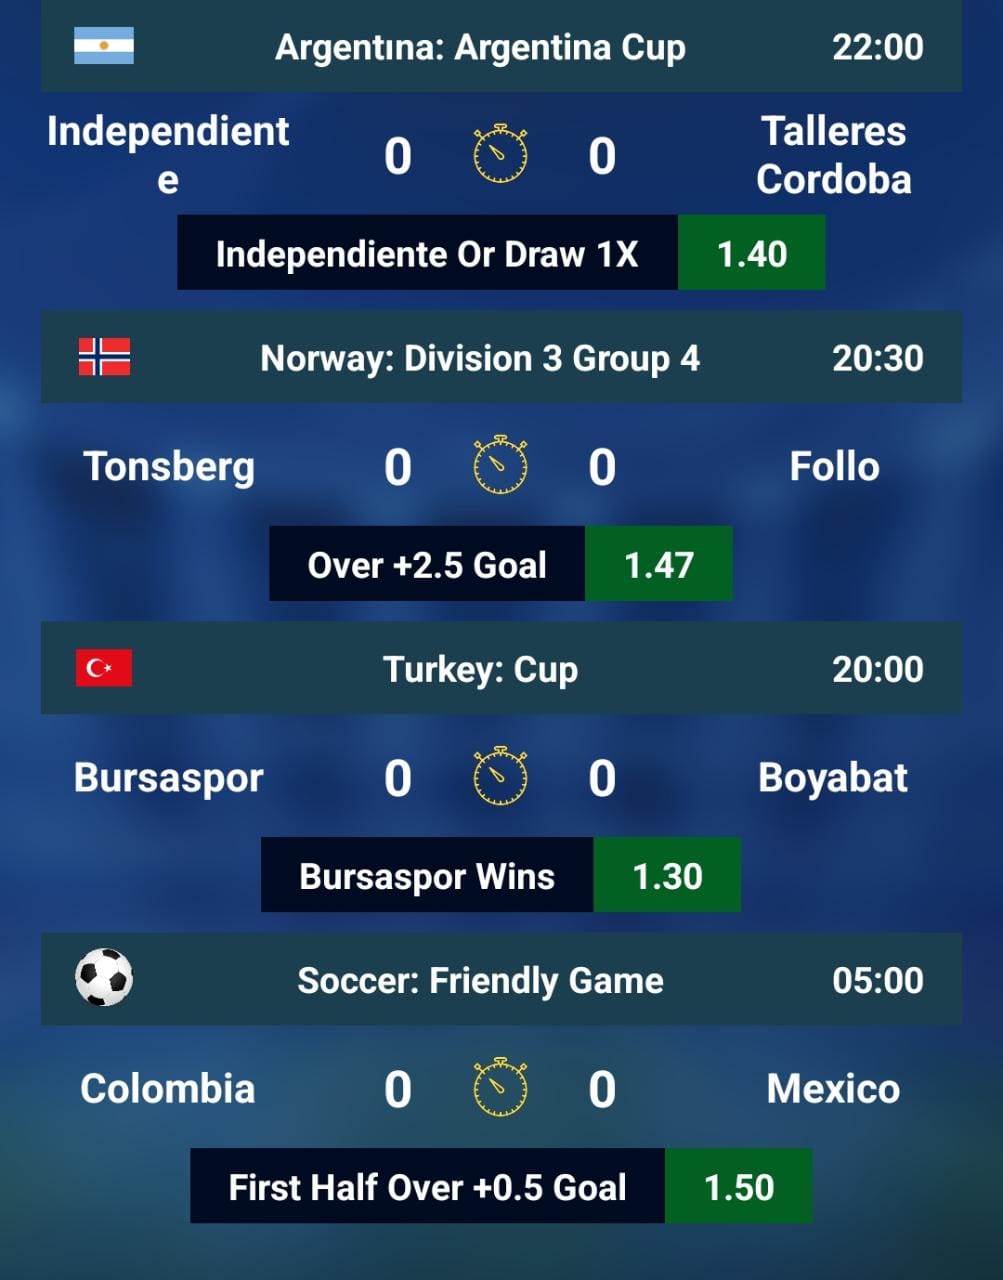 Argentına: Argentina Cup 22:00
Independient
e
0 0
Talleres
Cordoba
Independiente Or Draw 1X 1.40
Norway: Division 3 Group 4 20:30
Tonsberg 0 0 Follo
Over +2.5 Goal 1.47
Turkey: Cup 20:00
Bursaspor 0 0 Boyabat
Bursaspor Wins 1.30
Soccer: Friendly Game 05:00
Colombia 0 0 Mexico
First Half Over +0.5 Goal 1.50